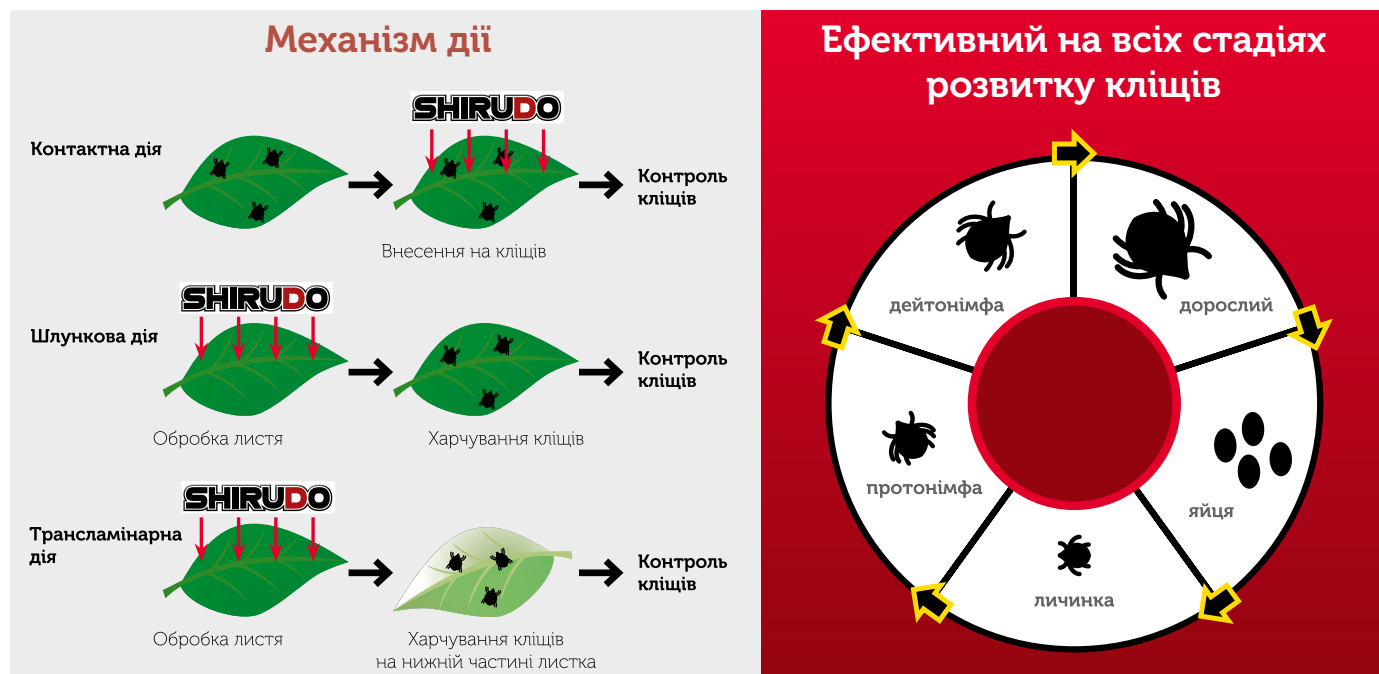 Механізм дії
SHIRUDO
Контактна дія
Контроль
кліщів
Внесення на кліщів
SHIRUDO
Шлункова дія
Контроль
кліщів
Обробка листя
Харчування кліщів
SHIRUDO
Трансламінарна
дія
Контроль
кліщів
Обробка листя
Харчування кліщів
на нижній частині листка
Ефективний на всіх стадіях
розвитку кліщів
дейтонімфа
дорослий
протонімфа
яйця
личинка